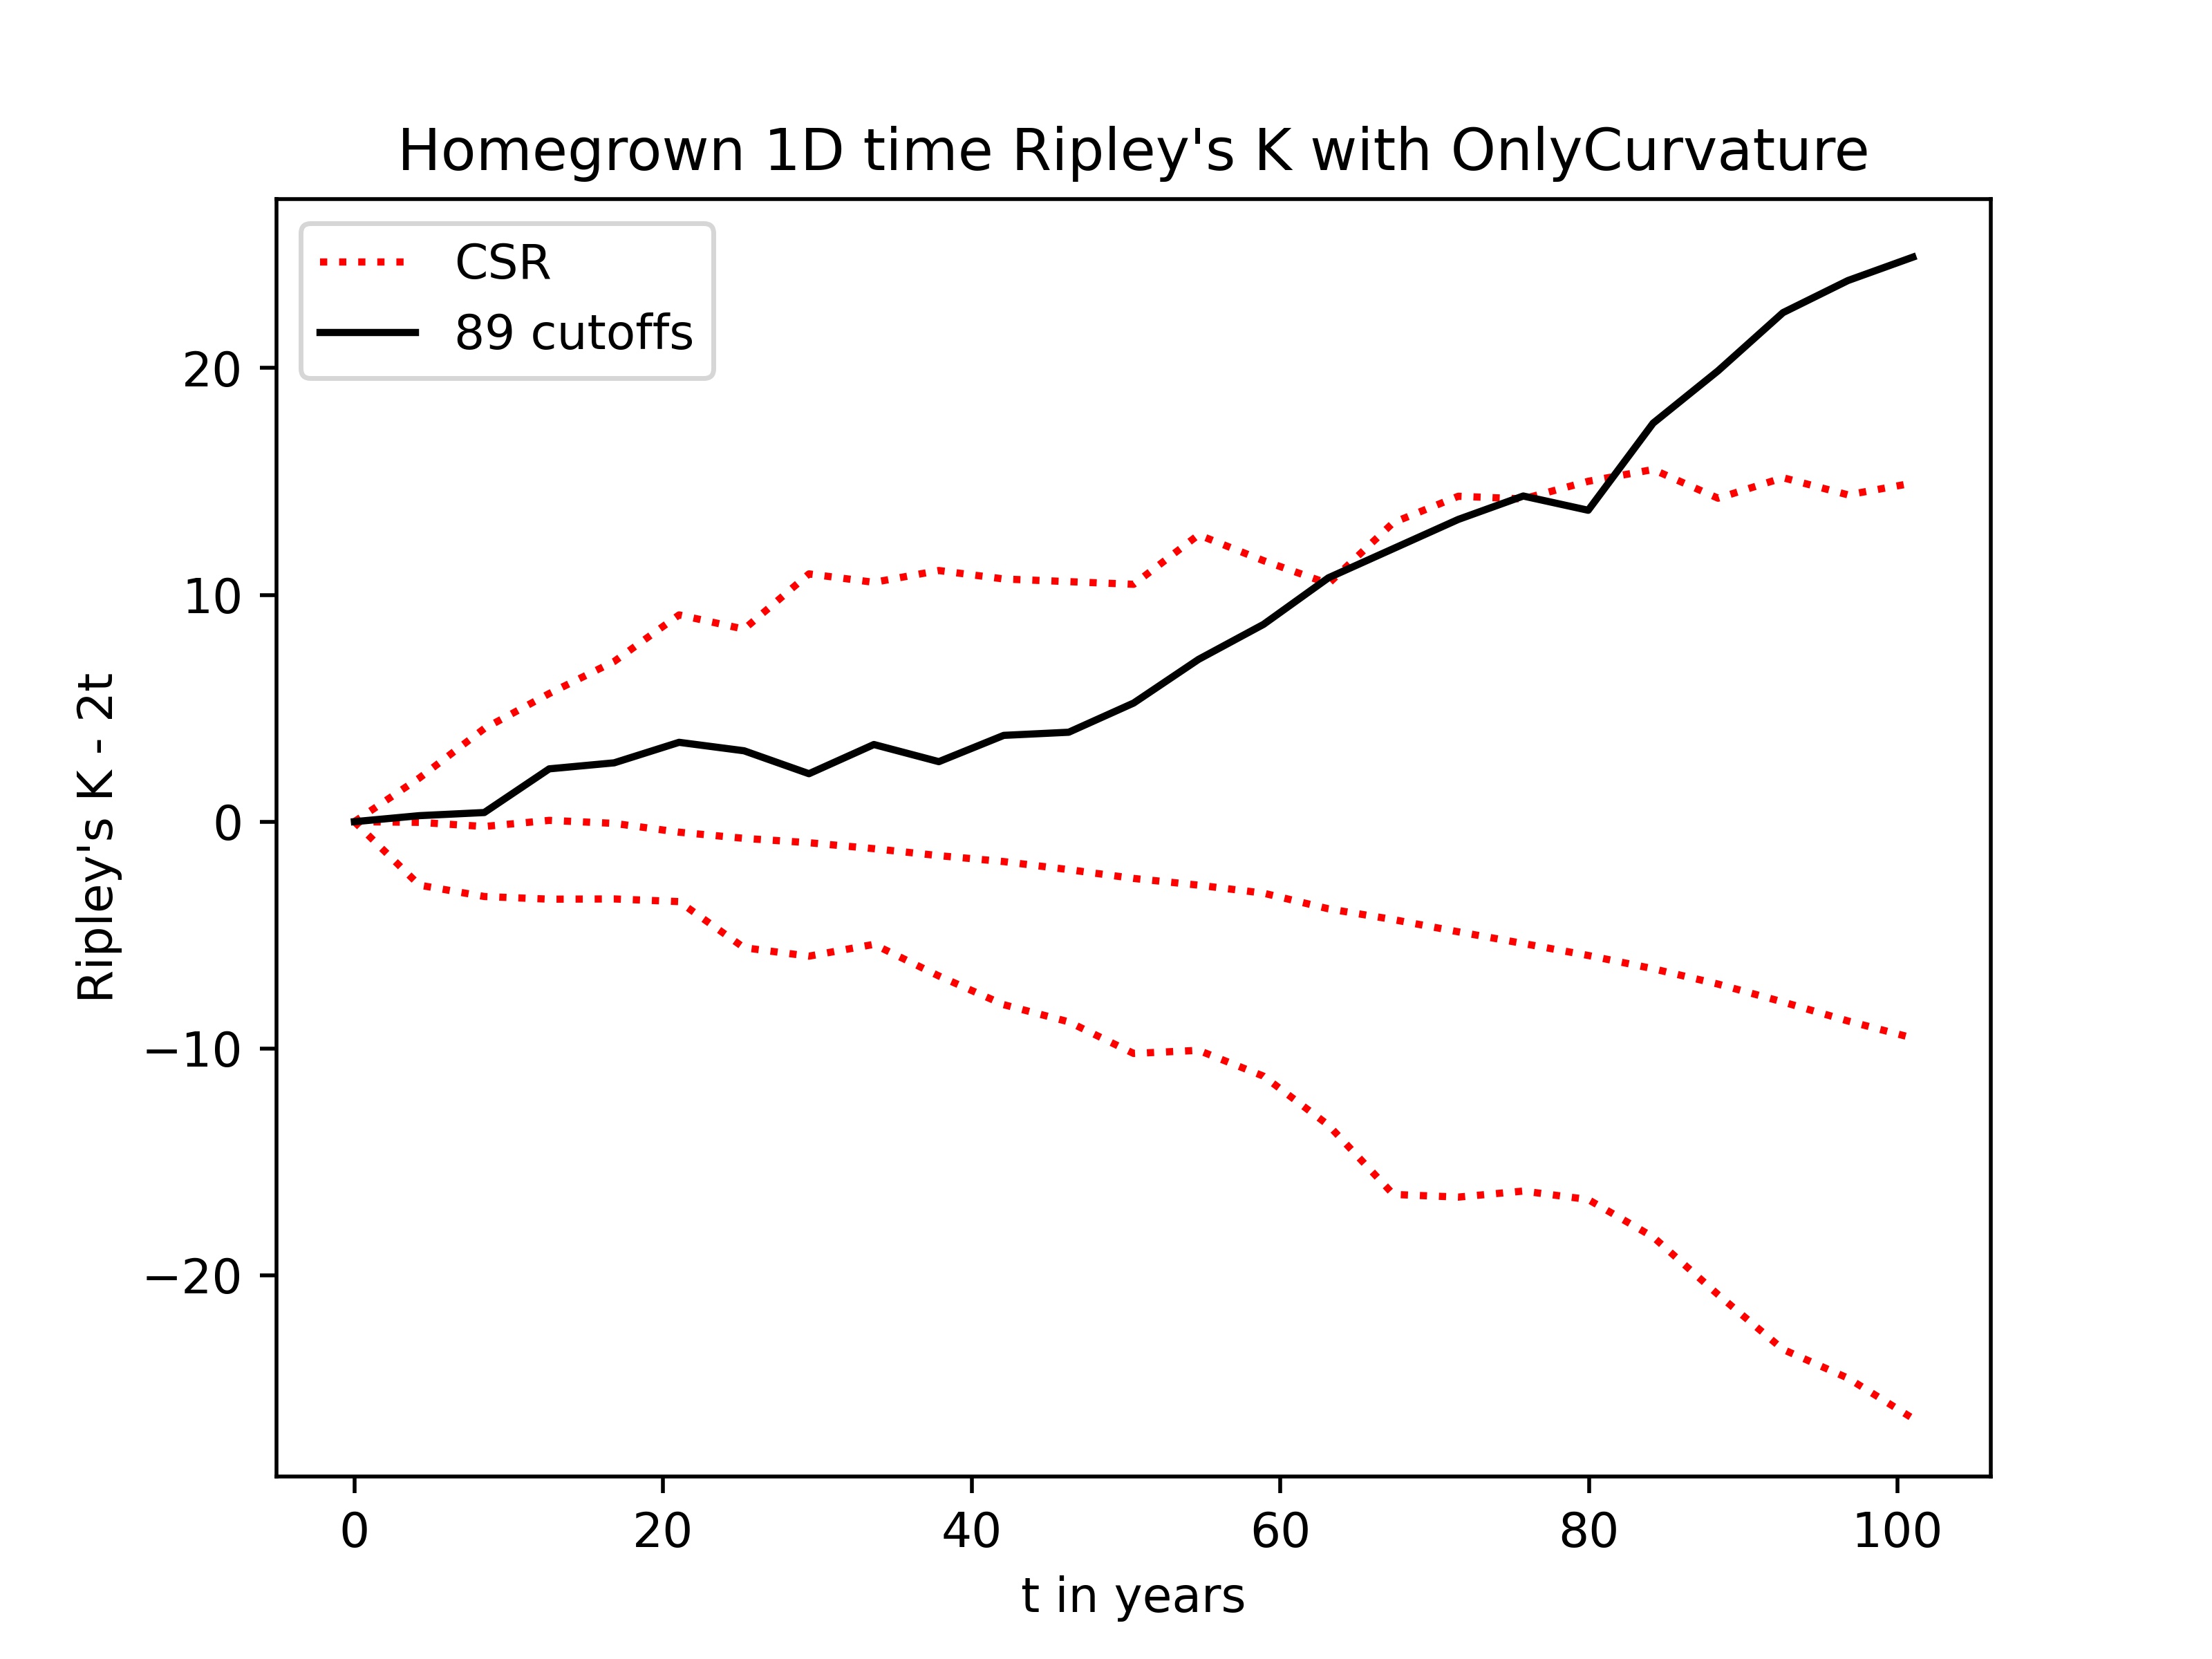 Homegrown 1D time Ripley's K with OnlyCurvature
CSR
89 cutoffs
Ripley's K - 2t
20
10
0
−10
−20
0 20 40 60 80 100
t in years